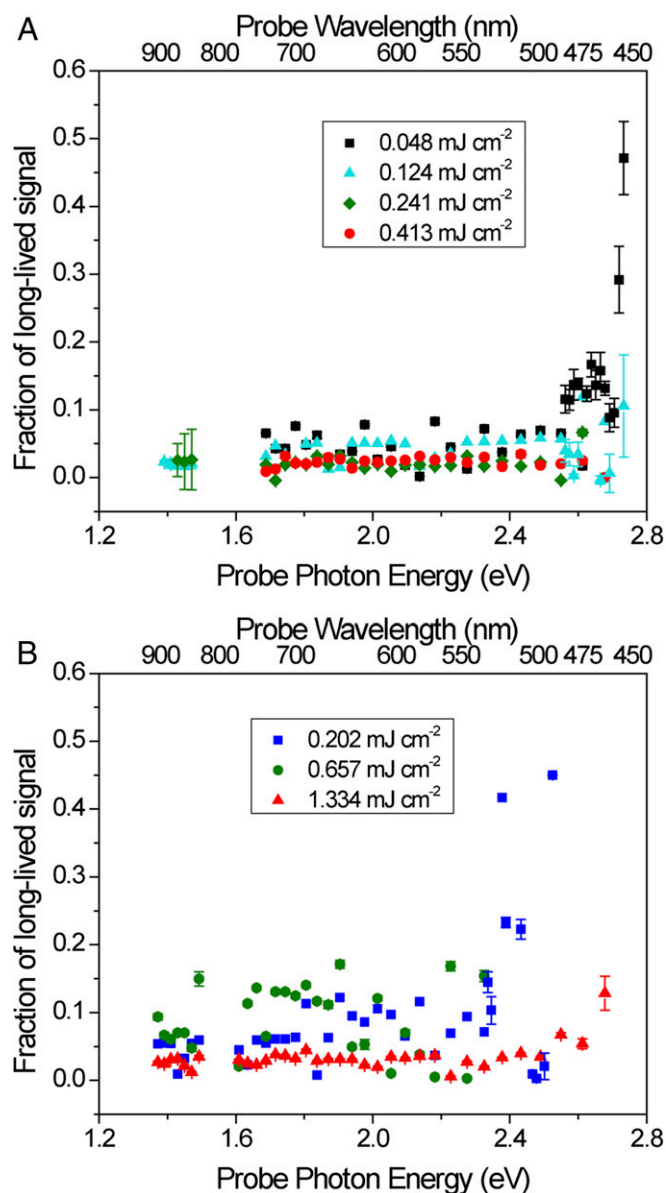 A
Probe Wavelength (nm)
900 800 700 600 550 500 475 450
0.6
0.5
0.4
0.3
0.2
0.1
0.0
Fraction of long-lived signal
0.048 mJ cm-2
0.124 mJ cm-2
0.241 mJ cm-2
0.413 mJ cm-2
1.2 1.6 2.0 2.4 2.8
Probe Photon Energy (eV)
B
Probe Wavelength (nm)
900 800 700 600 550 500 475 450
0.6
0.5
0.4
0.3
0.2
0.1
0.0
Fraction of long-lived signal
0.202 mJ cm-2
0.657 mJ cm-2
1.334 mJ cm-2
1.2 1.6 2.0 2.4 2.8
Probe Photon Energy (eV)